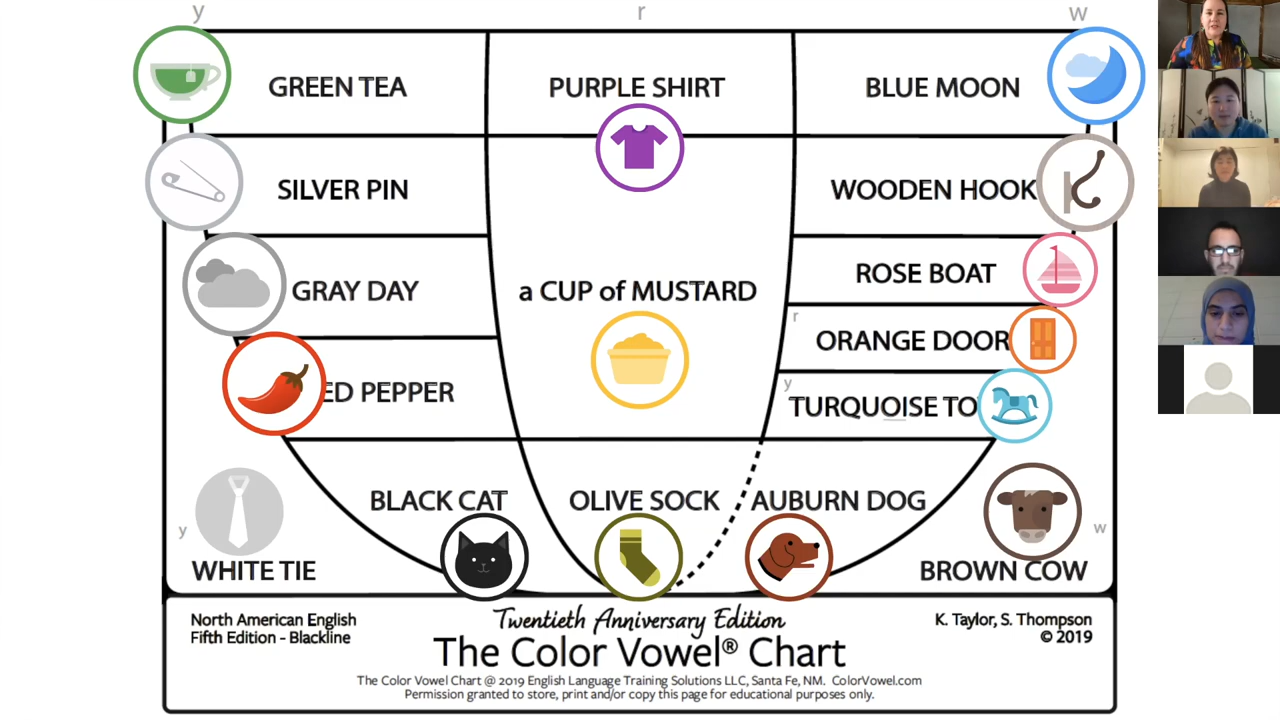 y r w
GREEN TEA PURPLE SHIRT BLUE MOON
SILVER PIN WOODEN HOOK
GRAY DAY a CUP of MUSTARD ROSE BOAT
r
ORANGE DOOR
ED PEPPER y
TURQUOISE TO
BLACK CAT OLIVE SOCK AUBURN DOG
y w
WHITE TIE BROWN COW
North American English Twentieth Anniversary Edition K. Taylor, S. Thompson
Fifth Edition - Blackline © 2019
The Color Vowel® Chart
The Color Vowel Chart @ 2019 English Language Training Solutions LLC, Santa Fe, NM. ColorVowel.com
Permission granted to store, print and/or copy this page for educational purposes only.